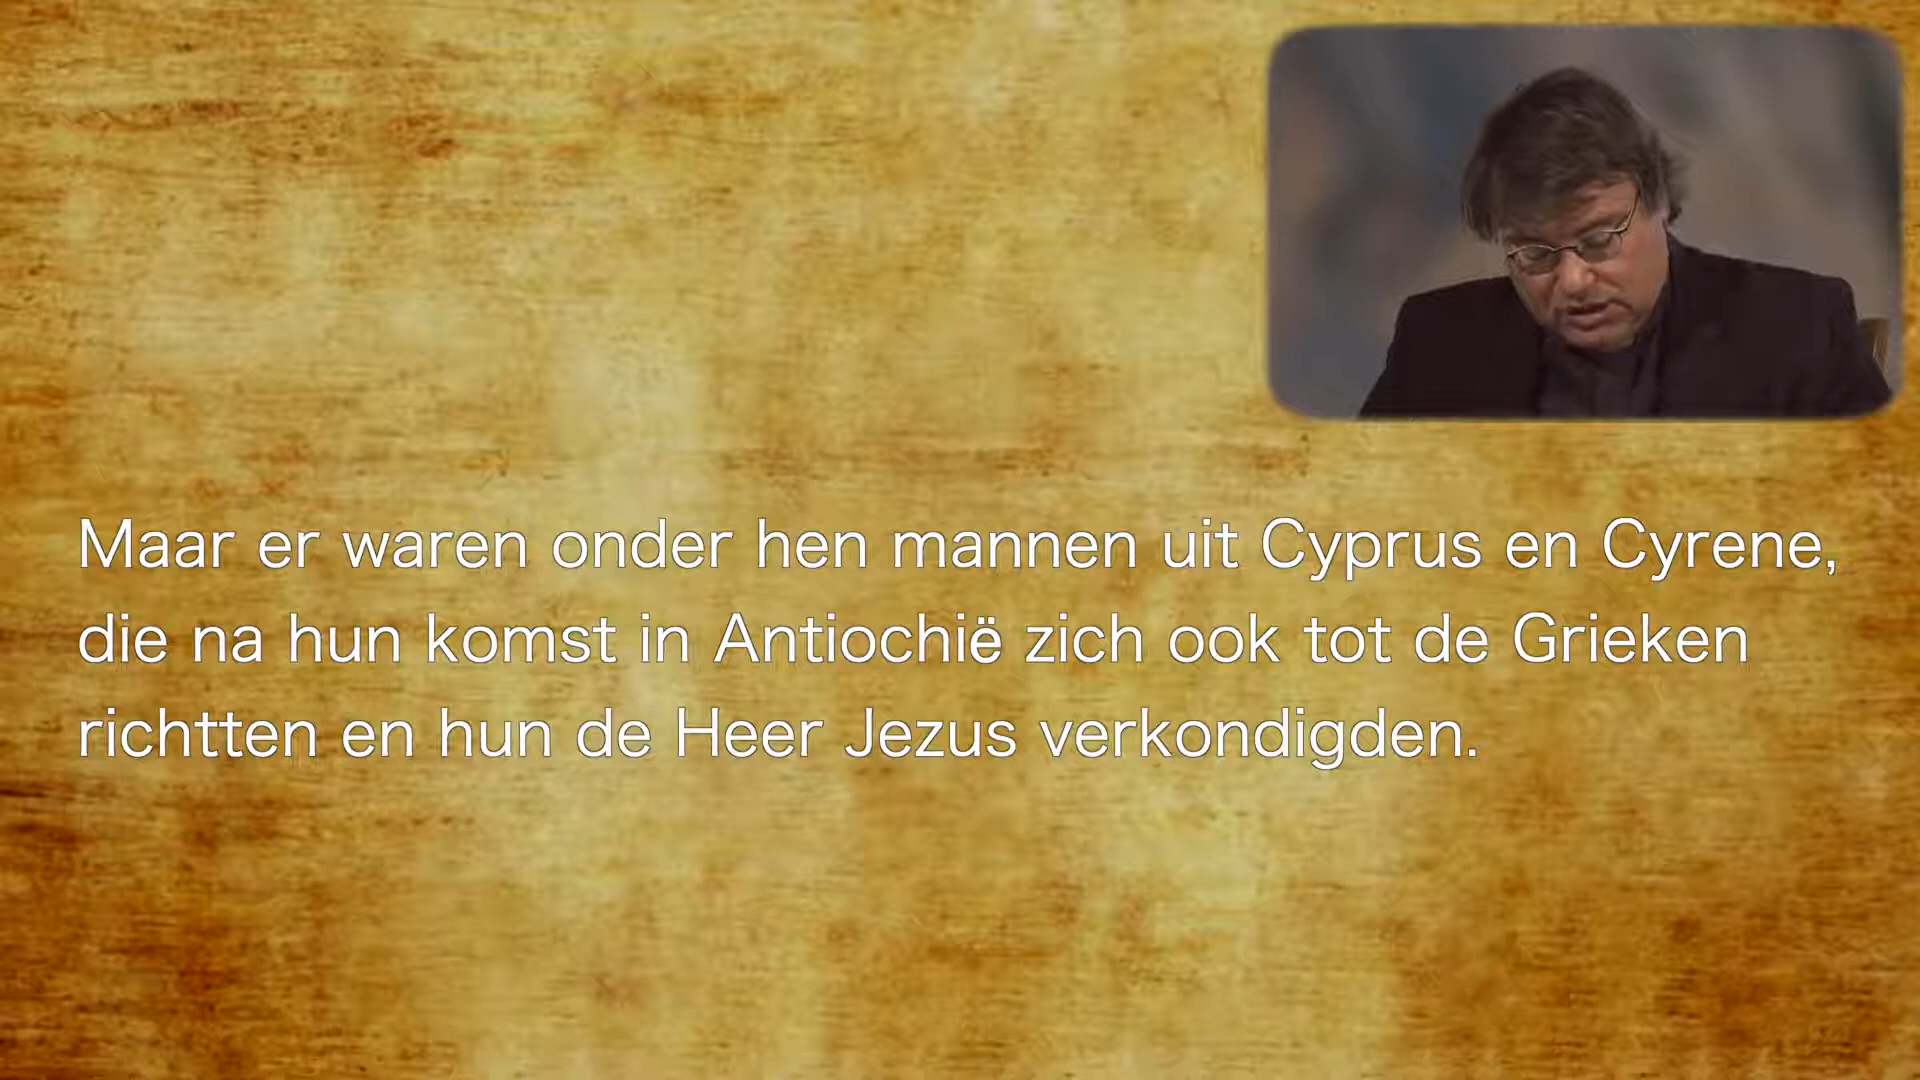 Maar er waren onder hen mannen uit Cyprus en Cyrene,
die na hun komst in Antiochië zich ook tot de Grieken
richtten en hun de Heer Jezus verkondigden.